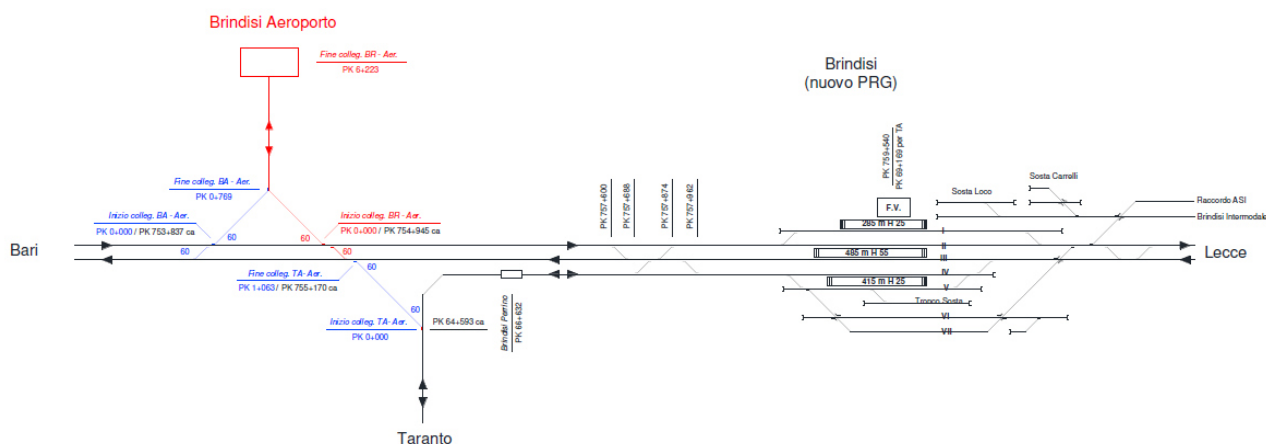 Brindisi Aeroporto
Fine colleg. BR - Aer.
PK 6+223
Brindisi
(nuovo PRG)
PK 759+540
PK 69+169 per TA
Fine colleg. BA - Aer.
PK 0+769
Inizio colleg. BA - Aer.
PK 0+000 / PK 753+837 ca
Inizio colleg. BR - Aer.
PK 0+000 / PK 754+945 ca
60
60
60
60
60
60
PK 757+600
PK 757+688
PK 757+874
PK 757+962
Sosta Carrelli
Sosta Loco
F.V.
Raccordo ASI
Brindisi Intermodale
285 m H 25
I
II
Bari
485 m H 55
III
Lecce
Fine colleg. TA- Aer.
PK 1+063 / PK 755+170 ca
IV
415 m H 25
V
Tronco Sosta
Inizio colleg. TA- Aer.
PK 0+000
PK 64+593 ca
Brindisi Perrino
PK 66+632
VI
VII
Taranto